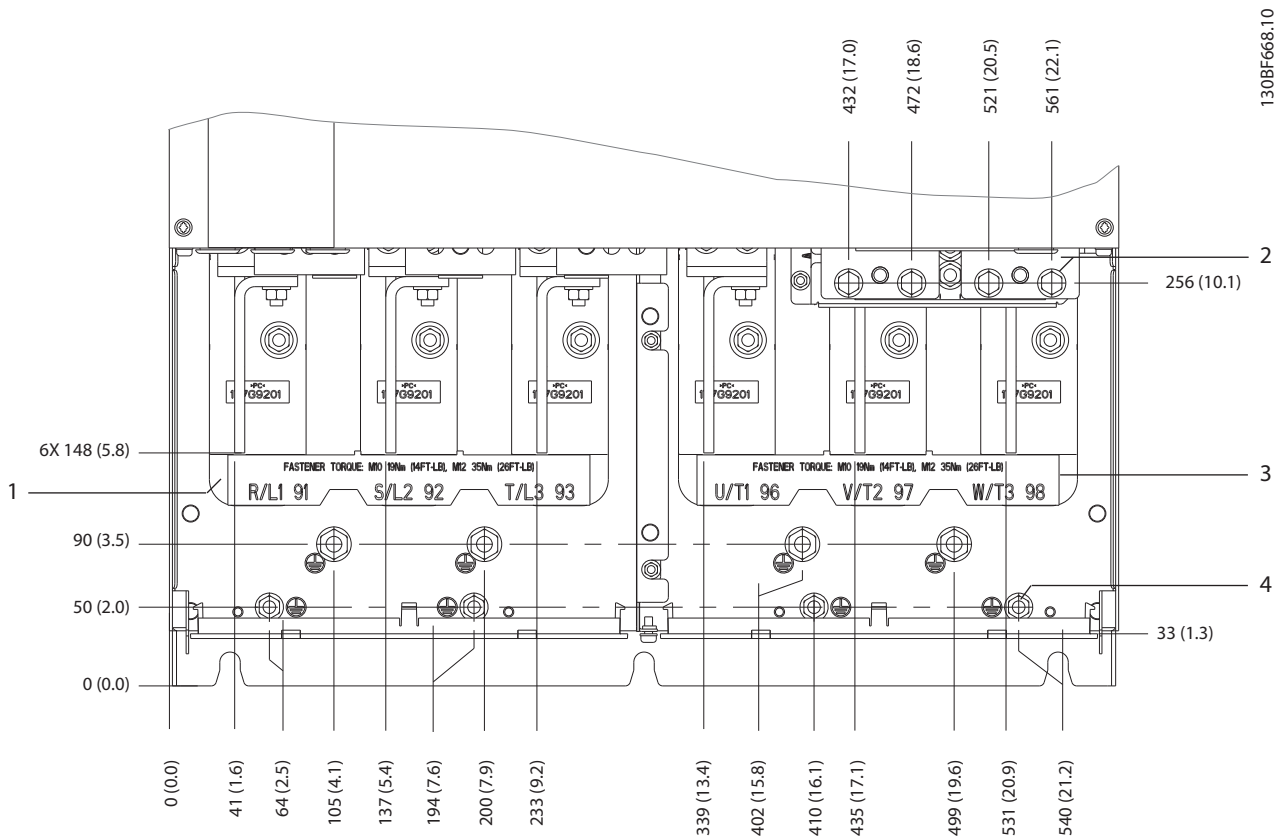 130BF668.10
432 (17.0)
472 (18.6)
521 (20.5)
561 (22.1)
2
256 (10.1)
»PC«
»PC«
»PC«
»PC«
»PC«
»PC«
6X 148 (5.8)
FASTENER TORQUE: M10 19Nm (14FT-LB), M12 35Nm (26FT-LB)
FASTENER TORQUE: M10 19Nm (14FT-LB), M12 35Nm (26FT-LB)
3
1
R/L1 91 S/L2 92 T/L3 93
U/T1 96 V/T2 97 W/T3 98
90 (3.5)
4
50 (2.0)
33 (1.3)
0 (0.0)
0 (0.0)
41 (1.6)
64 (2.5)
105 (4.1)
137 (5.4)
194 (7.6)
200 (7.9)
233 (9.2)
339 (13.4)
402 (15.8)
410 (16.1)
435 (17.1)
499 (19.6)
531 (20.9)
540 (21.2)